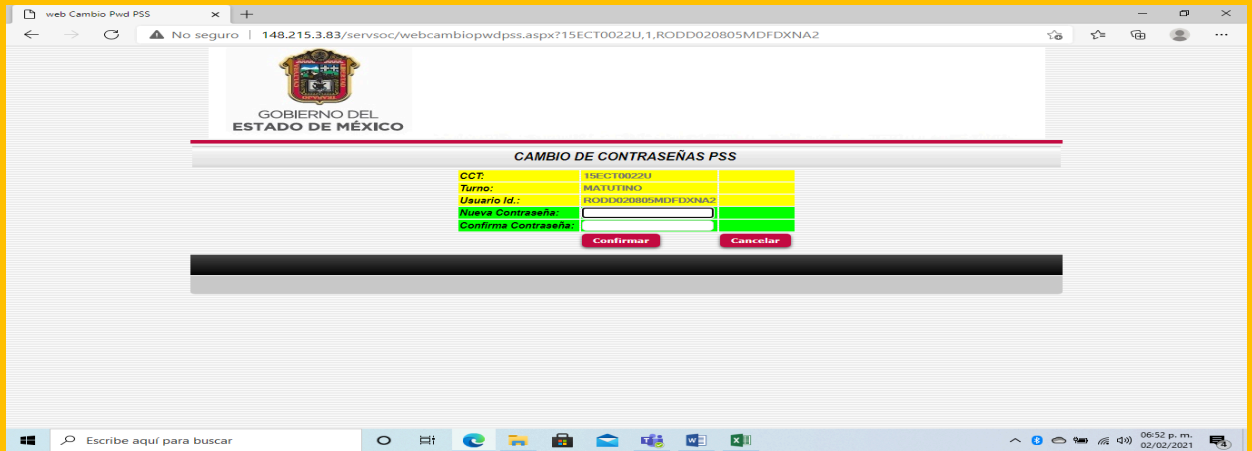 web Cambio Pwd PSS
No seguro | 148.215.3.83/servsoc/webcambiopwdpss.aspx?15ECT0022U,1,RODD020805MDFDXNA2
GOBIERNO DEL
ESTADO DE MÉXICO
CAMBIO DE CONTRASEÑAS PSS
CCT: 15ECT0022U
Turno: MATUTINO
Usuario Id.: RODD020805MDFDXNA2
Nueva Contraseña:
Confirma Contraseña:
Confirmar Cancelar
Escribe aquí para buscar
06:52 p. m.
02/02/2021
4